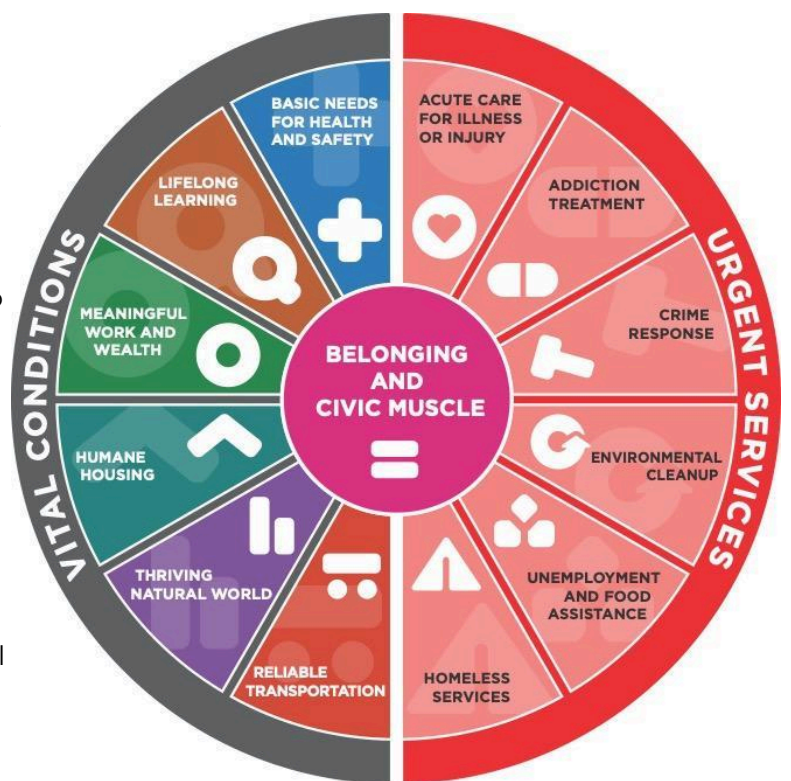 VITAL CONDITIONS
BASIC NEEDS
FOR HEALTH
AND SAFETY
LIFELONG
LEARNING
MEANINGFUL
WORK AND
WEALTH
HUMANE
HOUSING
THRIVING
NATURAL WORLD
RELIABLE
TRANSPORTATION
BELONGING
AND
CIVIC MUSCLE
URGENT SERVICES
ACUTE CARE
FOR ILLNESS
OR INJURY
ADDICTION
TREATMENT
CRIME
RESPONSE
ENVIRONMENTAL
CLEANUP
UNEMPLOYMENT
AND FOOD
ASSISTANCE
HOMELESS
SERVICES